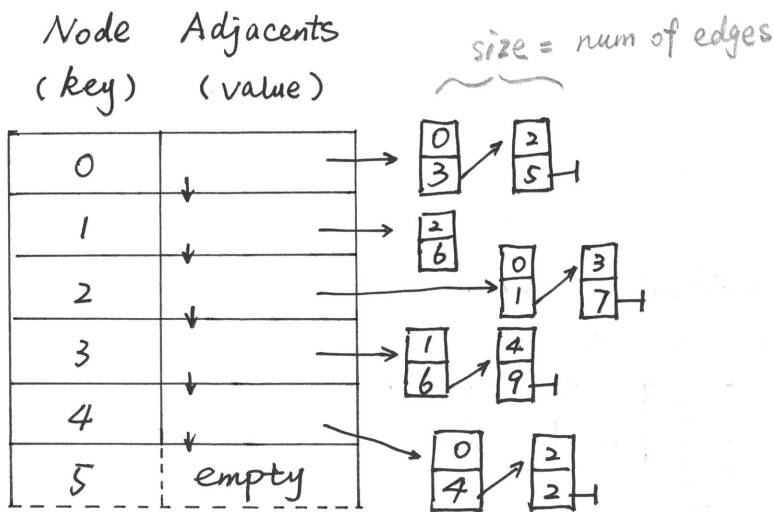 Node Adjacents
size = num of edges
(key) (value)
0 0 2
3 5
1 2
6
2 0 3
1 7
3 1 4
6 9
4 0 2
4 2
5 empty